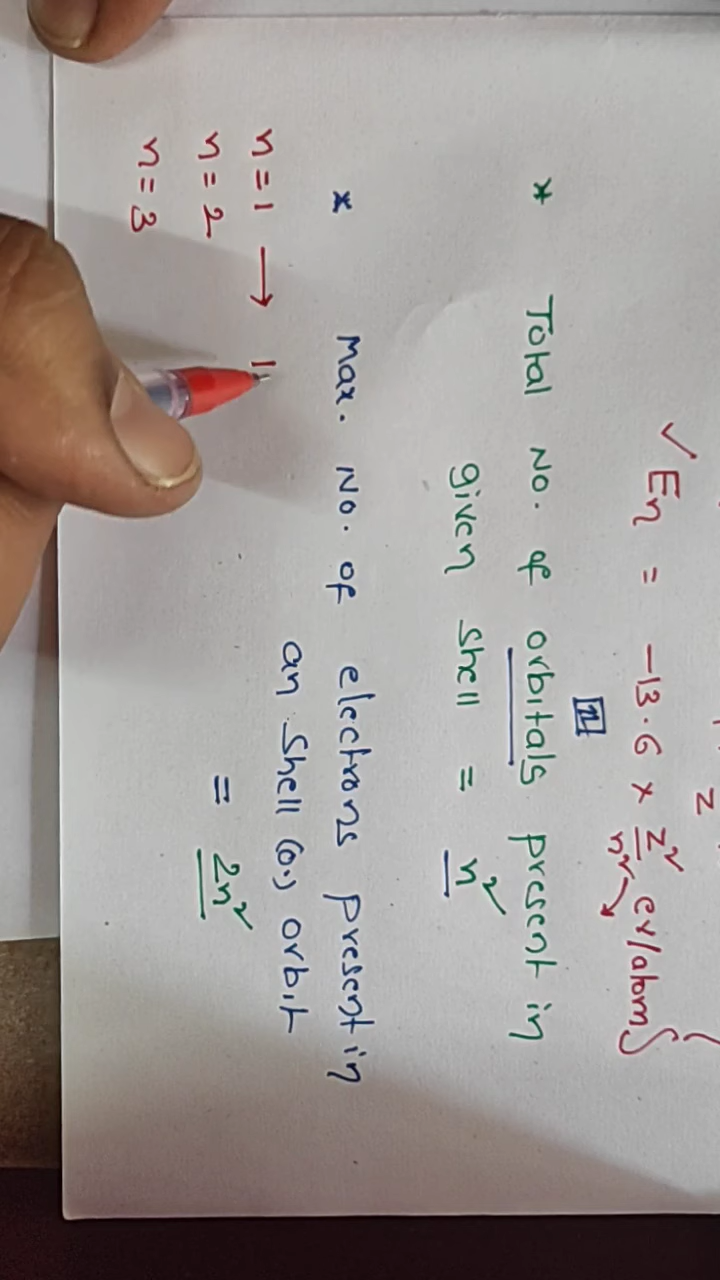 z
✓ En = -13.6 × z²/n² ev/atom
n
* Total No. of orbitals present in
given shell = n²
* Max. No. of electrons present in
an shell (or) orbit
= 2n²
n = 1 → 1
n = 2
n = 3